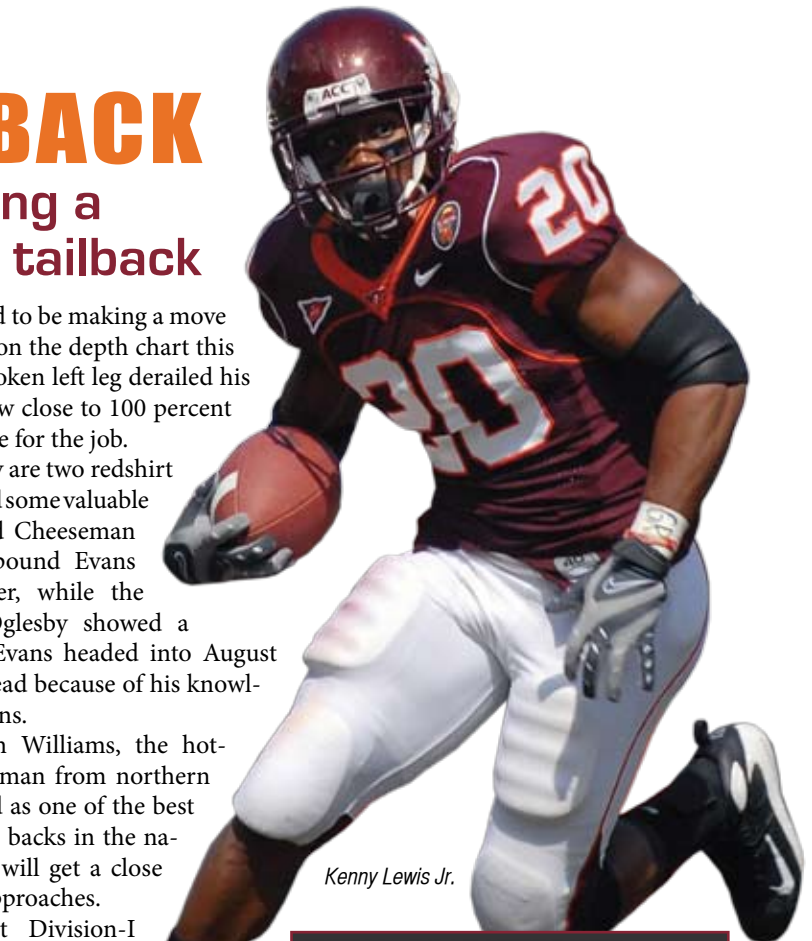 BACK
ng a
tailback
d to be making a move
on the depth chart this
oken left leg derailed his
w close to 100 percent
e for the job.
y are two redshirt
d some valuable
d Cheeseman
pound Evans
er, while the
Oglesby showed a
Evans headed into August
ead because of his knowl-
ns.
n Williams, the hot-
man from northern
d as one of the best
backs in the na-
will get a close
pproaches.
t Division-I
ACC
20
20
Kenny Lewis Jr.